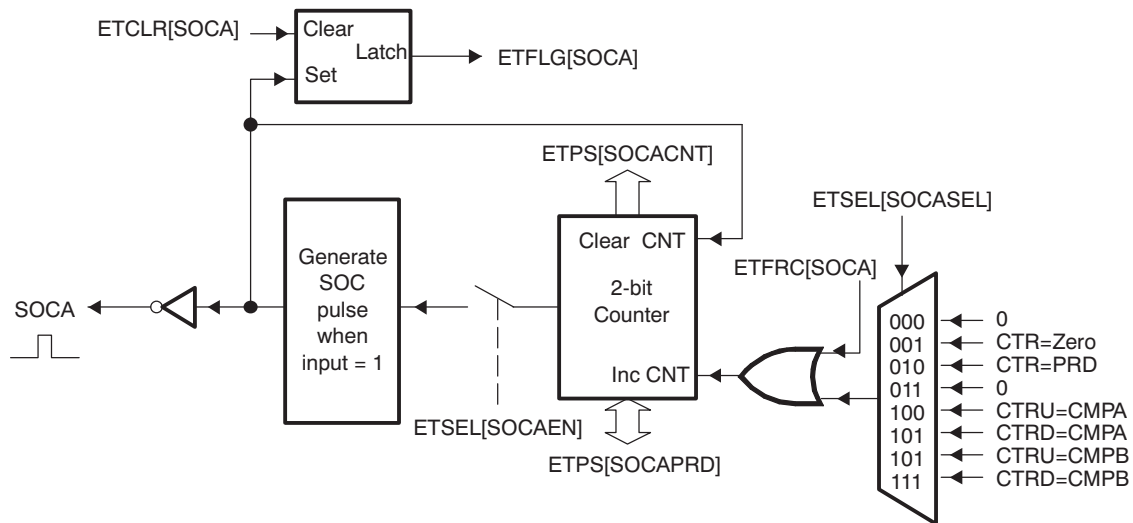 ETCLR[SOCA]
Clear
Latch
Set
ETFLG[SOCA]
ETPS[SOCACNT]
ETSEL[SOCASEL]
Generate
SOC
pulse
when
input = 1
Clear CNT
2-bit
Counter
Inc CNT
ETFRC[SOCA]
SOCA
ETSEL[SOCAEN]
ETPS[SOCAPRD]
000 0
001 CTR=Zero
010 CTR=PRD
011 0
100 CTRU=CMPA
101 CTRD=CMPA
101 CTRU=CMPB
111 CTRD=CMPB